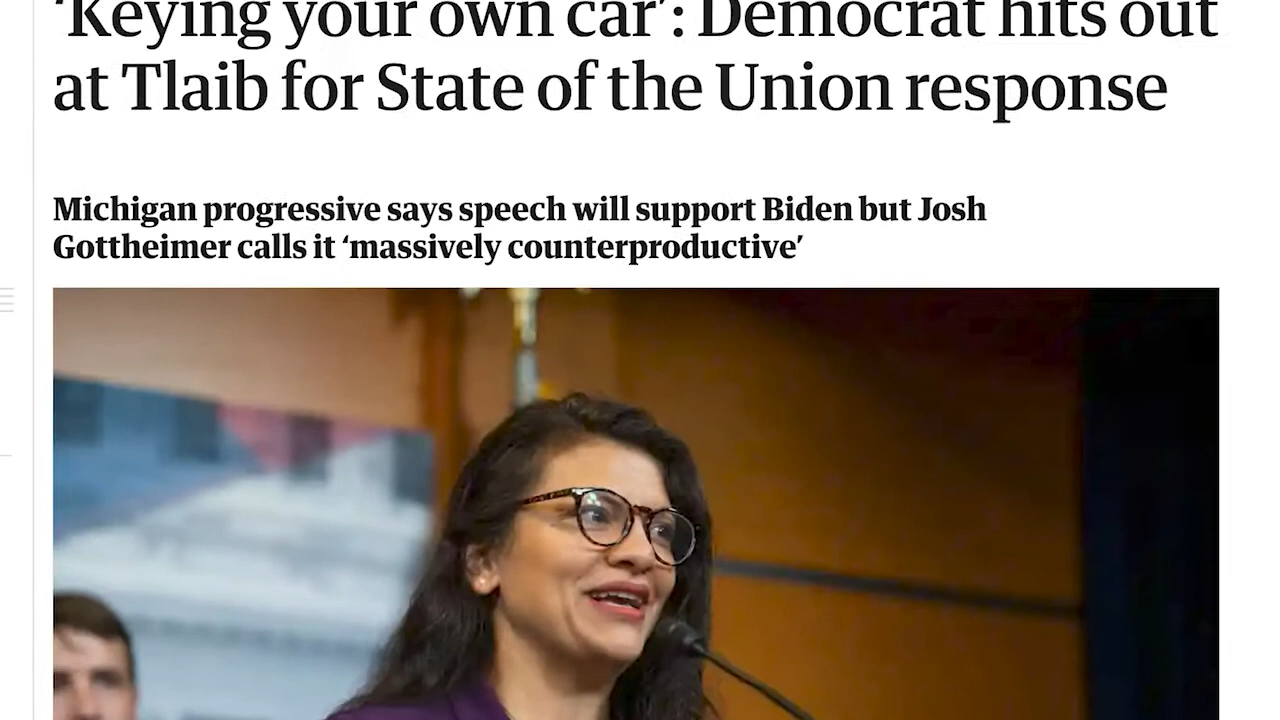 ‘Keying your own car’: Democrat hits out
at Tlaib for State of the Union response
Michigan progressive says speech will support Biden but Josh
Gottheimer calls it ‘massively counterproductive’